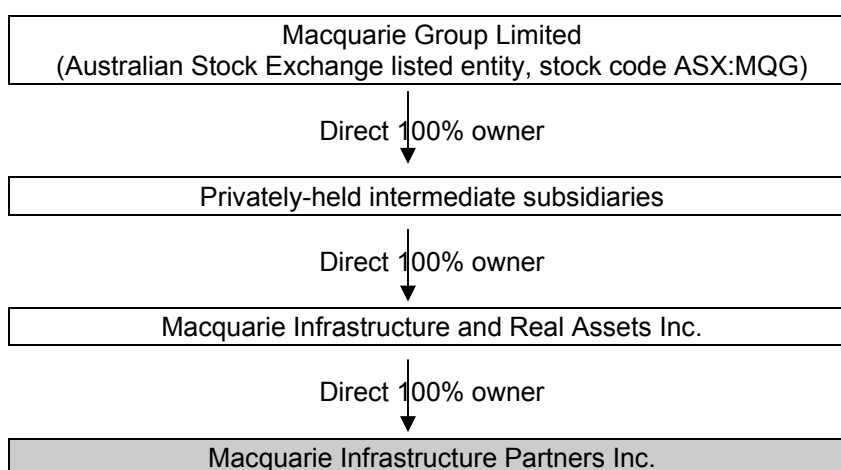 Macquarie Group Limited
(Australian Stock Exchange listed entity, stock code ASX:MQG)
Direct 100% owner
Privately-held intermediate subsidiaries
Direct 100% owner
Macquarie Infrastructure and Real Assets Inc.
Direct 100% owner
Macquarie Infrastructure Partners Inc.